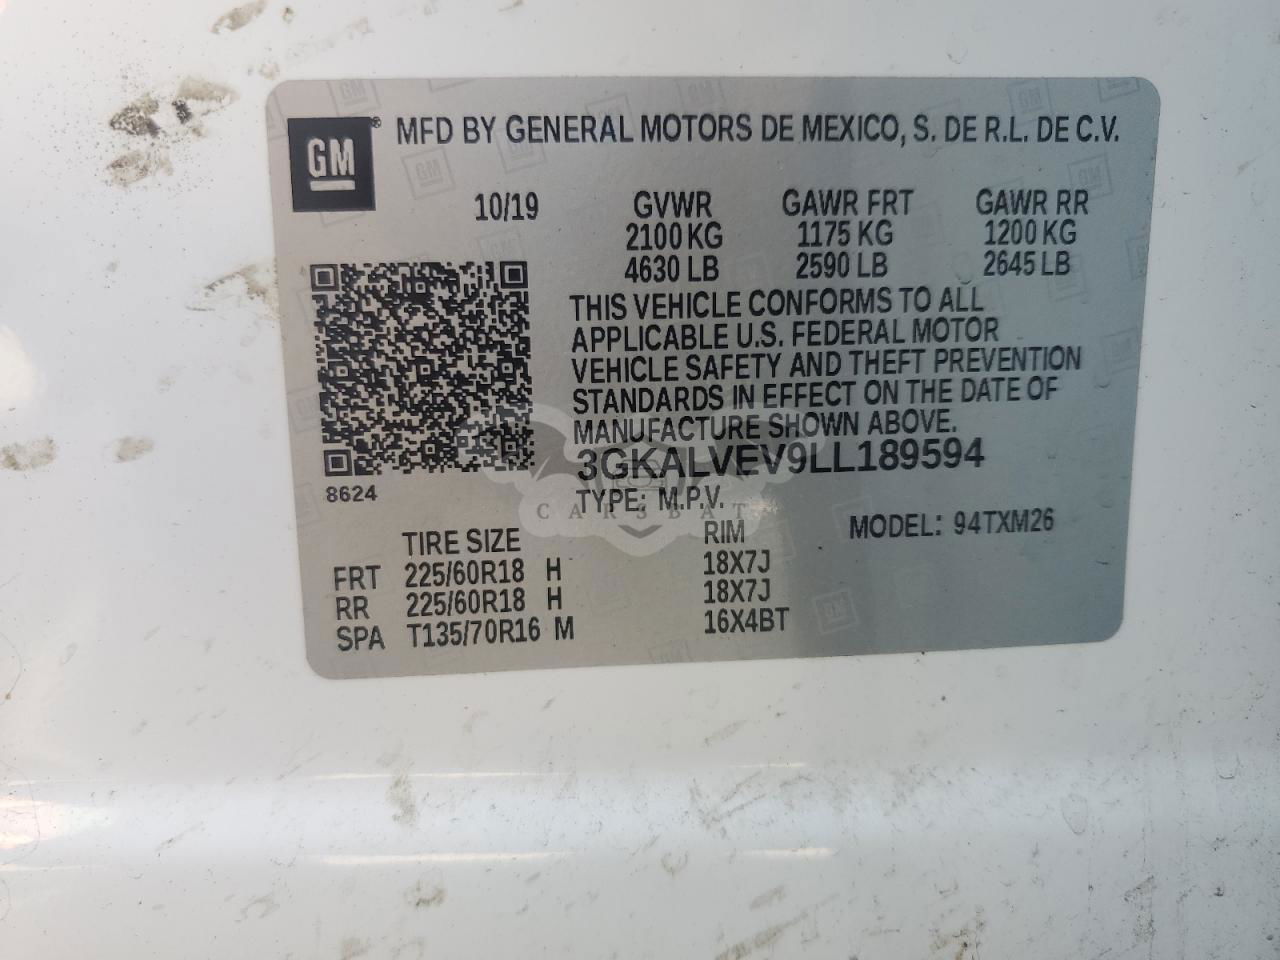 GM ® MFD BY GENERAL MOTORS DE MEXICO, S. DE R.L. DE C.V.
10/19 GVWR GAWR FRT GAWR RR
2100 KG 1175 KG 1200 KG
4630 LB 2590 LB 2645 LB
THIS VEHICLE CONFORMS TO ALL
APPLICABLE U.S. FEDERAL MOTOR
VEHICLE SAFETY AND THEFT PREVENTION
STANDARDS IN EFFECT ON THE DATE OF
MANUFACTURE SHOWN ABOVE.
3GKALVEV9LL189594
8624
TYPE: M.P.V.
CARSBAT
MODEL: 94TXM26
TIRE SIZE RIM
FRT 225/60R18 H 18X7J
RR 225/60R18 H 18X7J
SPA T135/70R16 M 16X4BT